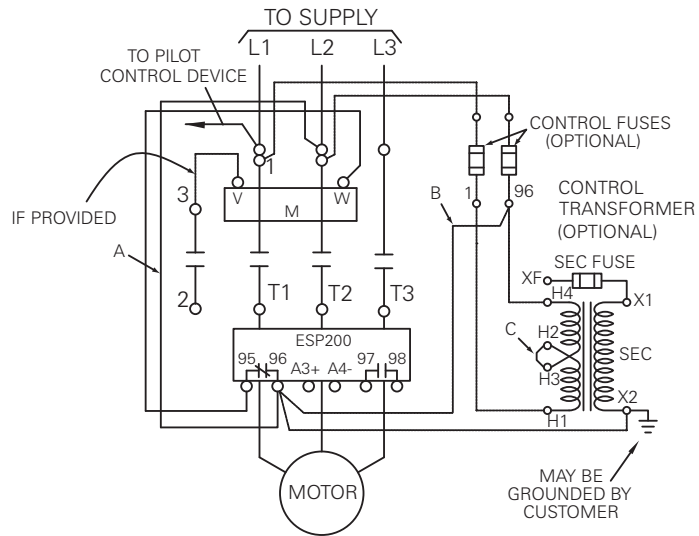 TO SUPPLY
L1 L2 L3
TO PILOT
CONTROL DEVICE
1
V W
M
3
IF PROVIDED
A
2
T1 T2 T3
ESP200
95 96 A3+ A4- 97 98
MOTOR
CONTROL FUSES
(OPTIONAL)
1 96
B
CONTROL
TRANSFORMER
(OPTIONAL)
SEC FUSE
XF
H4 X1
C
H2
H3
SEC
X2
H1
MAY BE
GROUNDED BY
CUSTOMER